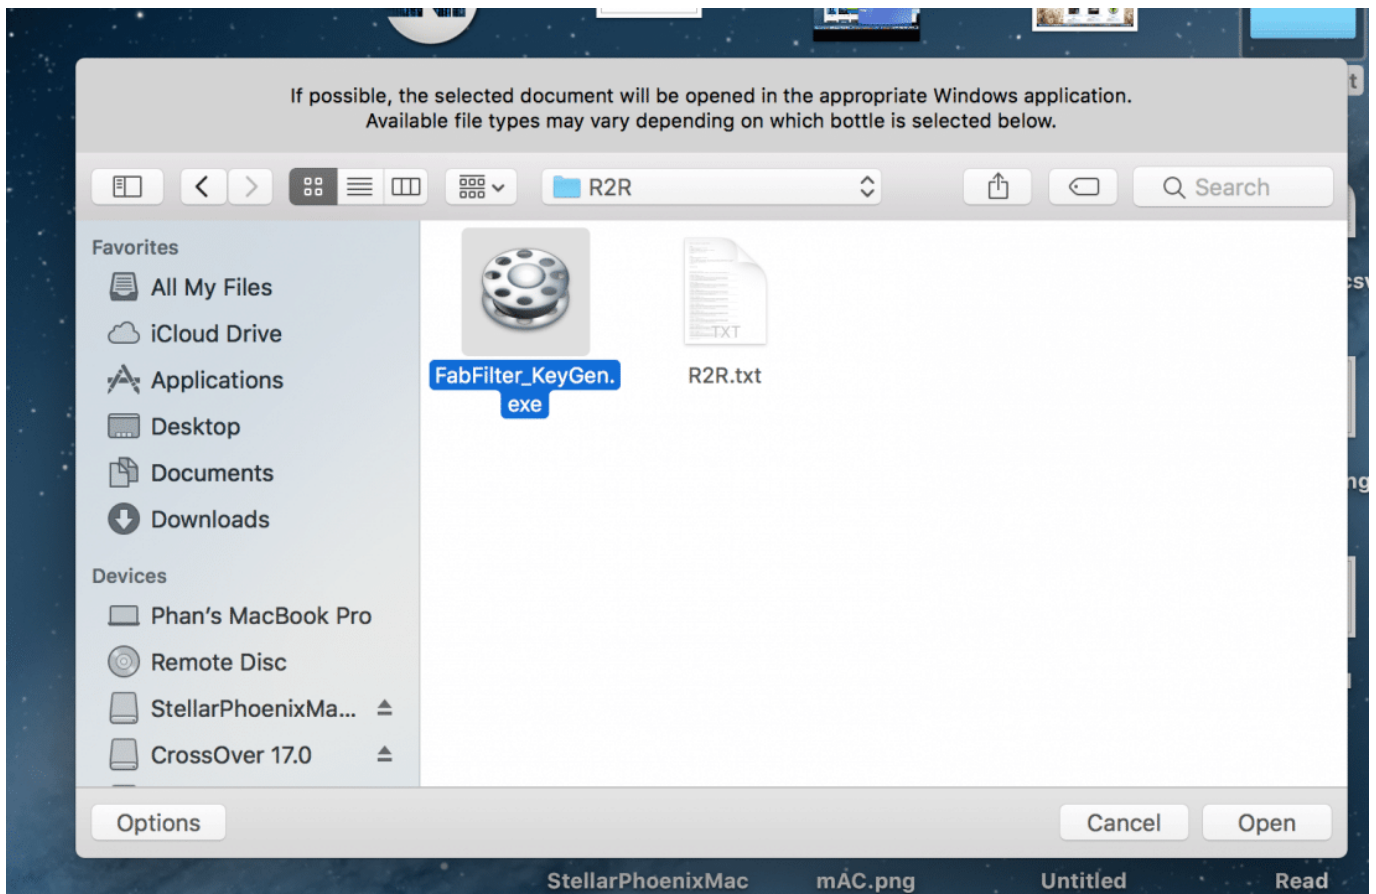 If possible, the selected document will be opened in the appropriate Windows application.
Available file types may vary depending on which bottle is selected below.
R2R
Search
Favorites
All My Files
iCloud Drive
Applications
Desktop
Documents
Downloads
Devices
Phan's MacBook Pro
Remote Disc
StellarPhoenixMa...
CrossOver 17.0
FabFilter_KeyGen.
exe
TXT
R2R.txt
Options
Cancel
Open
StellarPhoenixMac
mAC.png
Untitled
Read